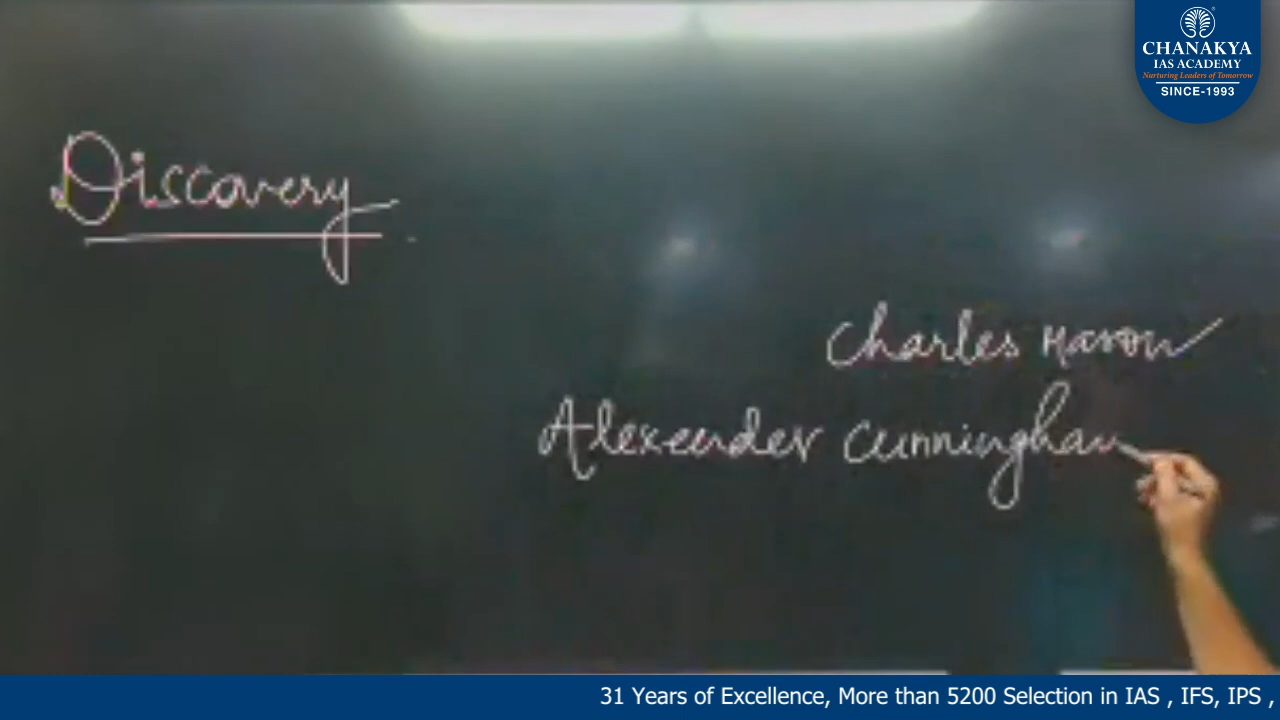 CHANAKYA
IAS ACADEMY
Nurturing Leaders of Tomorrow
SINCE-1993
Discovery
Charles Mason
Alexender Cunningham
31 Years of Excellence, More than 5200 Selection in IAS , IFS, IPS ,